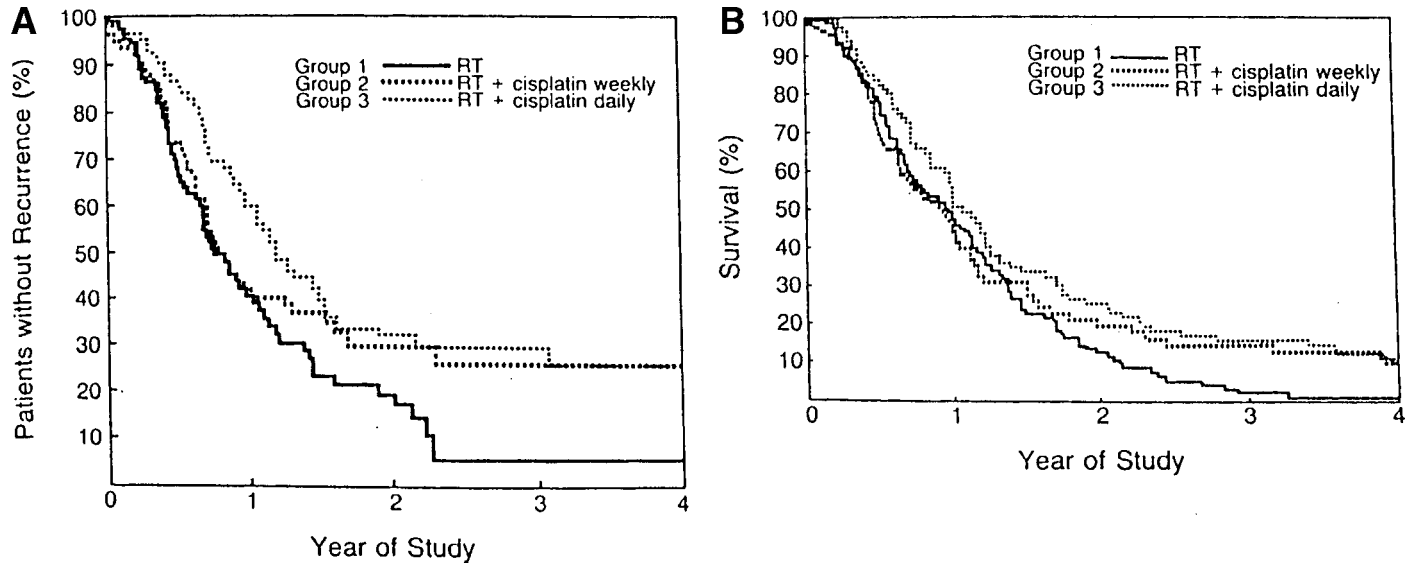 A
Patients without Recurrence (%)
100
90
80
70
60
50
40
30
20
10
0
1
2
3
4
Year of Study
Group 1 RT
Group 2 RT + cisplatin weekly
Group 3 RT + cisplatin daily
B
Survival (%)
100
90
80
70
60
50
40
30
20
10
0
1
2
3
4
Year of Study
Group 1 RT
Group 2 RT + cisplatin weekly
Group 3 RT + cisplatin daily